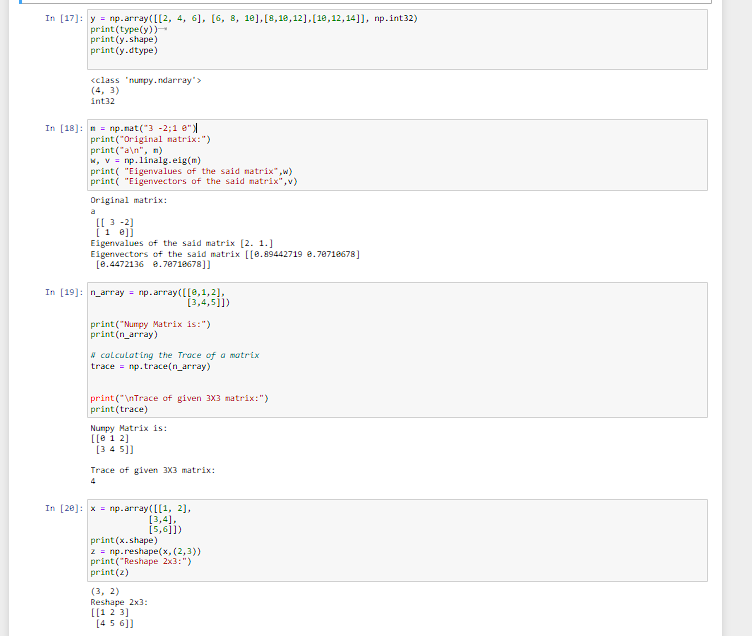 In [17]: y = np.array([[2, 4, 6], [6, 8, 10],[8,10,12],[10,12,14]], np.int32)
print(type(y))
print(y.shape)
print(y.dtype)
<class 'numpy.ndarray'>
(4, 3)
int32
In [18]: m = np.mat("3 -2;1 0")
print("Original matrix:")
print("a\n", m)
w, v = np.linalg.eig(m)
print( "Eigenvalues of the said matrix",w)
print( "Eigenvectors of the said matrix",v)
Original matrix:
a
[[ 3 -2]
[ 1  0]]
Eigenvalues of the said matrix [2. 1.]
Eigenvectors of the said matrix [[0.89442719 0.70710678]
[0.4472136  0.70710678]]
In [19]: n_array = np.array([[0,1,2],
[3,4,5]])
print("Numpy Matrix is:")
print(n_array)
# calculating the Trace of a matrix
trace = np.trace(n_array)
print("\nTrace of given 3X3 matrix:")
print(trace)
Numpy Matrix is:
[[0 1 2]
[3 4 5]]
Trace of given 3X3 matrix:
4
In [20]: x = np.array([[1, 2],
[3,4],
[5,6]])
print(x.shape)
z = np.reshape(x,(2,3))
print("Reshape 2x3:")
print(z)
(3, 2)
Reshape 2x3:
[[1 2 3]
[4 5 6]]